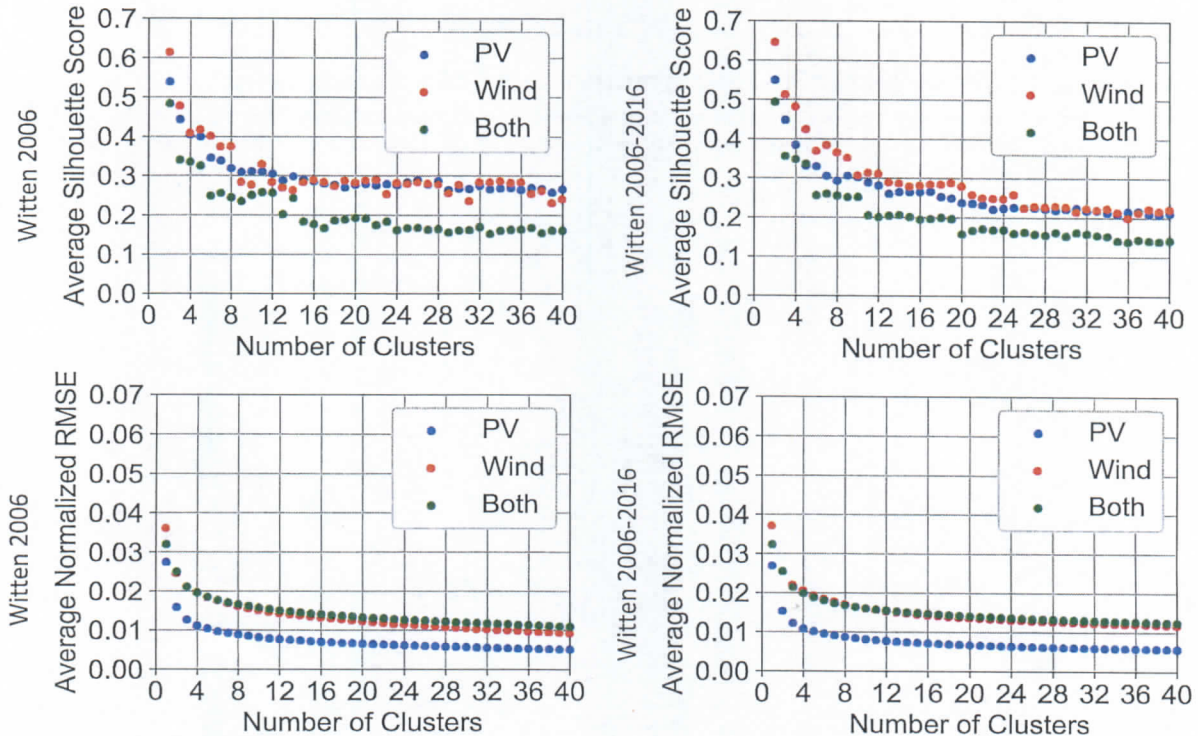 Witten 2006
Average Silhouette Score
0.7
0.6
0.5
0.4
0.3
0.2
0.1
0.0
PV
Wind
Both
0 4 8 12 16 20 24 28 32 36 40
Number of Clusters
Witten 2006-2016
Average Silhouette Score
0.7
0.6
0.5
0.4
0.3
0.2
0.1
0.0
PV
Wind
Both
0 4 8 12 16 20 24 28 32 36 40
Number of Clusters
Witten 2006
Average Normalized RMSE
0.07
0.06
0.05
0.04
0.03
0.02
0.01
0.00
PV
Wind
Both
0 4 8 12 16 20 24 28 32 36 40
Number of Clusters
Witten 2006-2016
Average Normalized RMSE
0.07
0.06
0.05
0.04
0.03
0.02
0.01
0.00
PV
Wind
Both
0 4 8 12 16 20 24 28 32 36 40
Number of Clusters